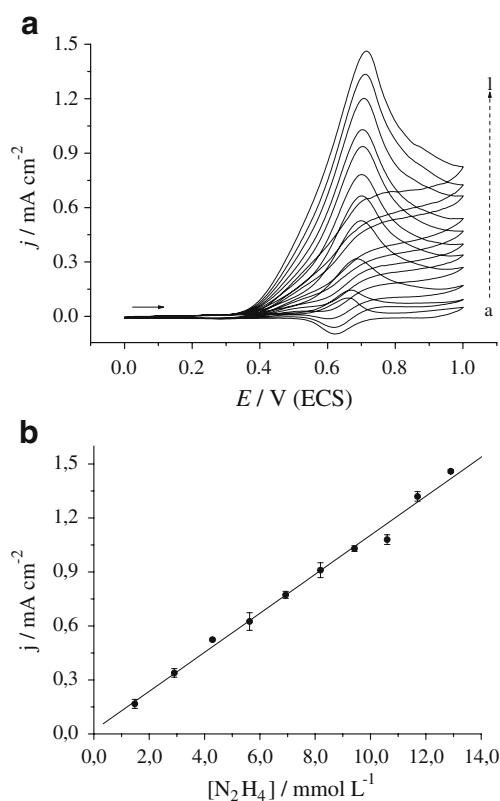 a
1.5
1.2
0.9
0.6
0.3
0.0
j / mA cm-2
l
a
0.0 0.2 0.4 0.6 0.8 1.0
E / V (ECS)
b
1,5
1,2
0,9
0,6
0,3
0,0
j / mA cm-2
0,0 2,0 4,0 6,0 8,0 10,0 12,0 14,0
[N2H4] / mmol L-1